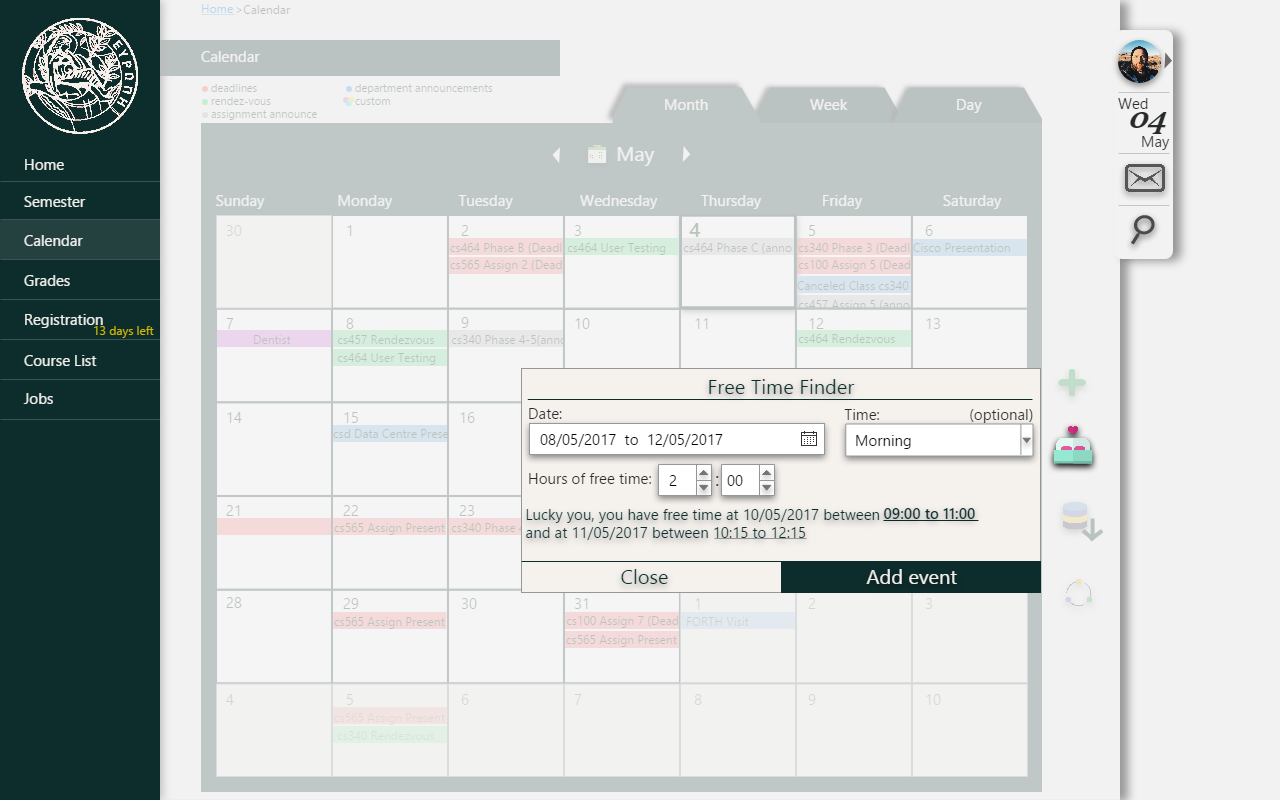 ΕΥΡΩΠΗ
Home
Semester
Calendar
Grades
Registration
13 days left
Course List
Jobs
Home >Calendar
Calendar
deadlines
department announcements
rendez-vous
custom
assignment announce
Month Week Day
May
Sunday Monday Tuesday Wednesday Thursday Friday Saturday
30 1 2 3 4 5 6
cs464 Phase B (Deadl cs464 User Testing cs464 Phase C (anno cs340 Phase 3 (Deadl Cisco Presentation
cs565 Assign 2 (Dead cs100 Assign 5 (Dead
Canceled Class cs340
cs457 Assign 5 (anno
7 8 9 10 11 12 13
Dentist cs457 Rendezvous cs340 Phase 4-5(anno cs464 Rendezvous
cs464 User Testing
14 15 16
csd Data Centre Prese
21 22 23
cs565 Assign Present cs340 Phase 4
28 29 30 31 1 2 3
cs565 Assign Present cs100 Assign 7 (Dead FORTH Visit
cs565 Assign Present
4 5 6 7 8 9 10
cs565 Assign Present
cs340 Rendezvous
Free Time Finder
Date: Time: (optional)
08/05/2017 to 12/05/2017 Morning
Hours of free time: 2 : 00
Lucky you, you have free time at 10/05/2017 between 09:00 to 11:00
and at 11/05/2017 between 10:15 to 12:15
Close Add event
Wed
04
May